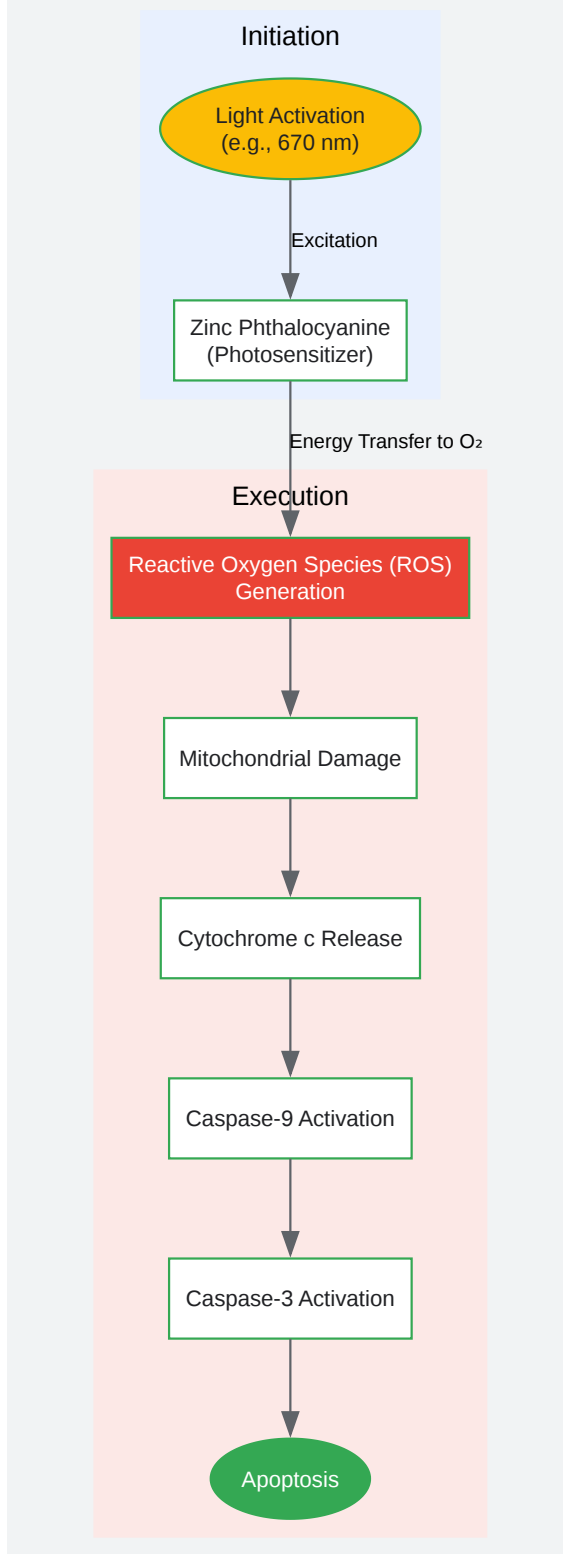 Initiation
Light Activation
(e.g., 670 nm)
Excitation
Zinc Phthalocyanine
(Photosensitizer)
Energy Transfer to O₂
Execution
Reactive Oxygen Species (ROS)
Generation
Mitochondrial Damage
Cytochrome c Release
Caspase-9 Activation
Caspase-3 Activation
Apoptosis